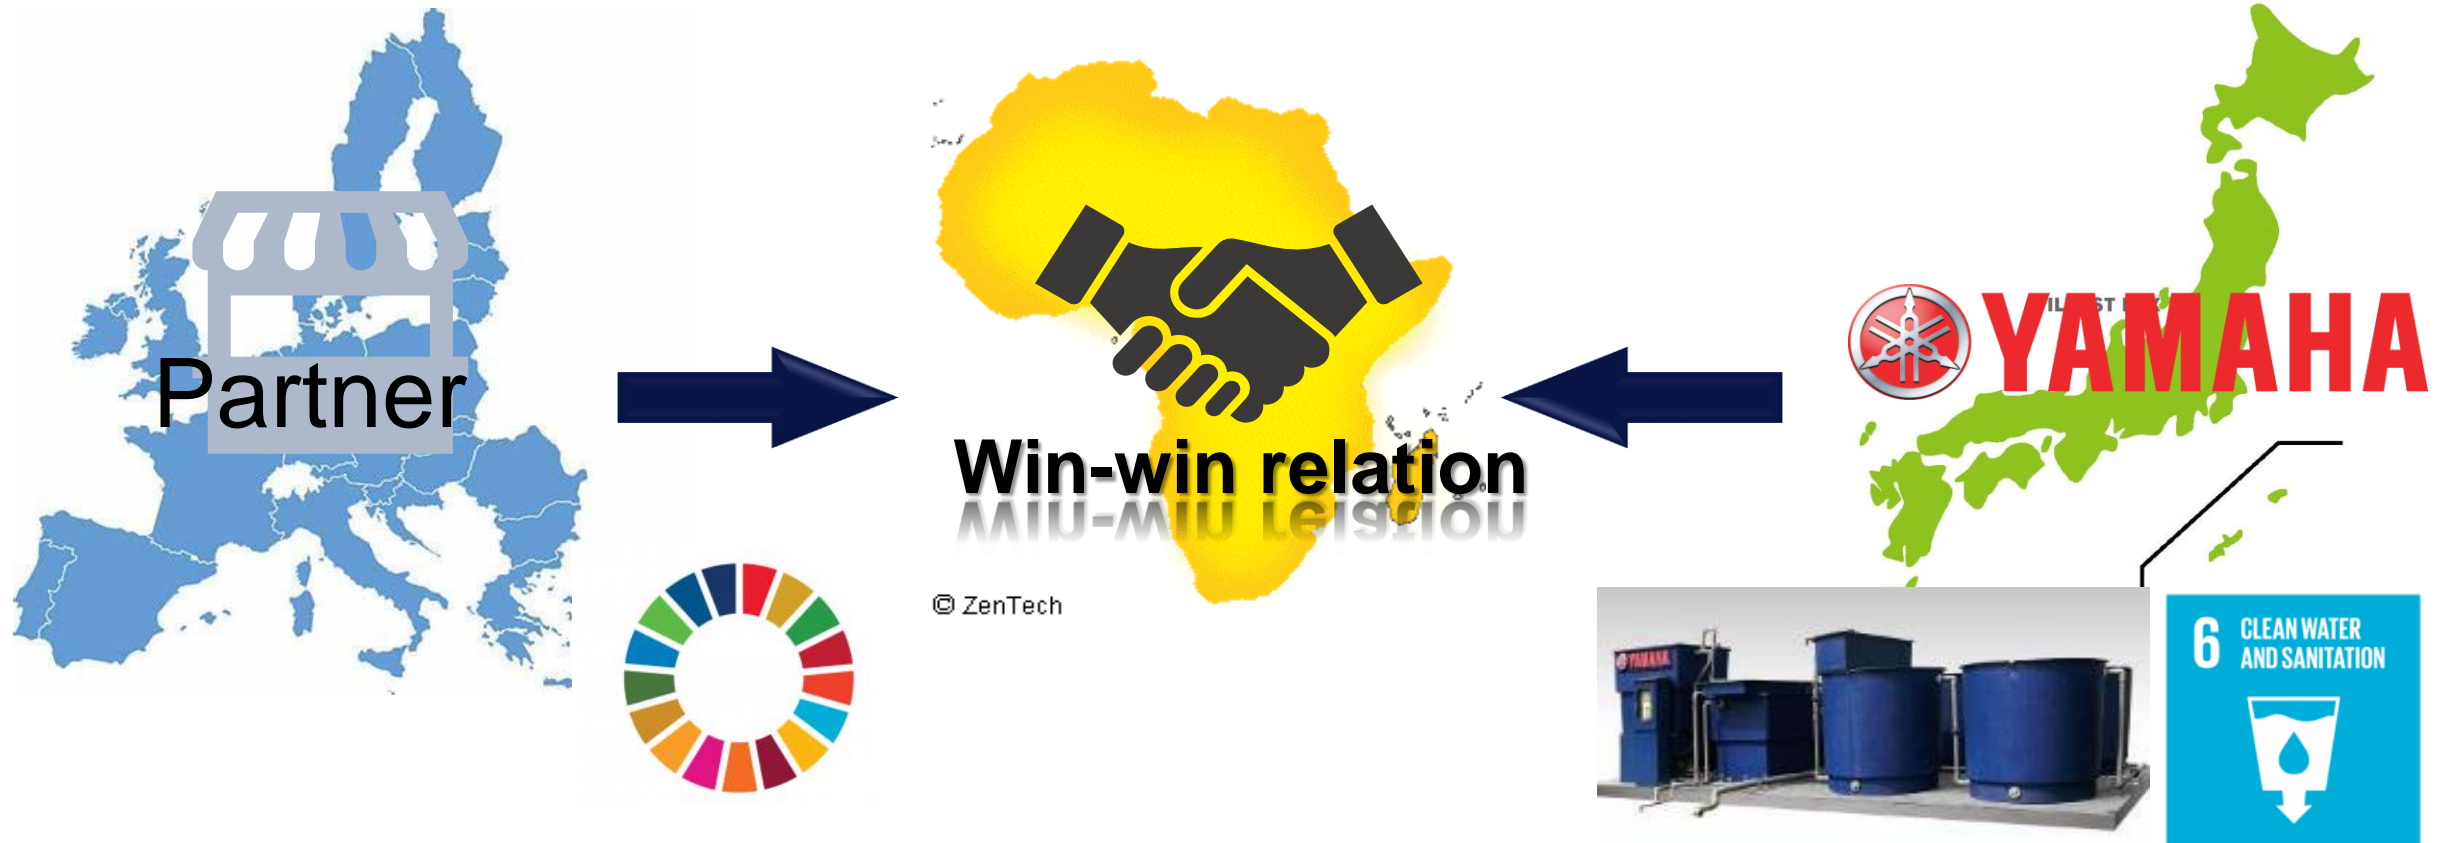 Partner
Win-win relation
© ZenTech
YAMAHA
YAMAHA
6 CLEAN WATER
AND SANITATION